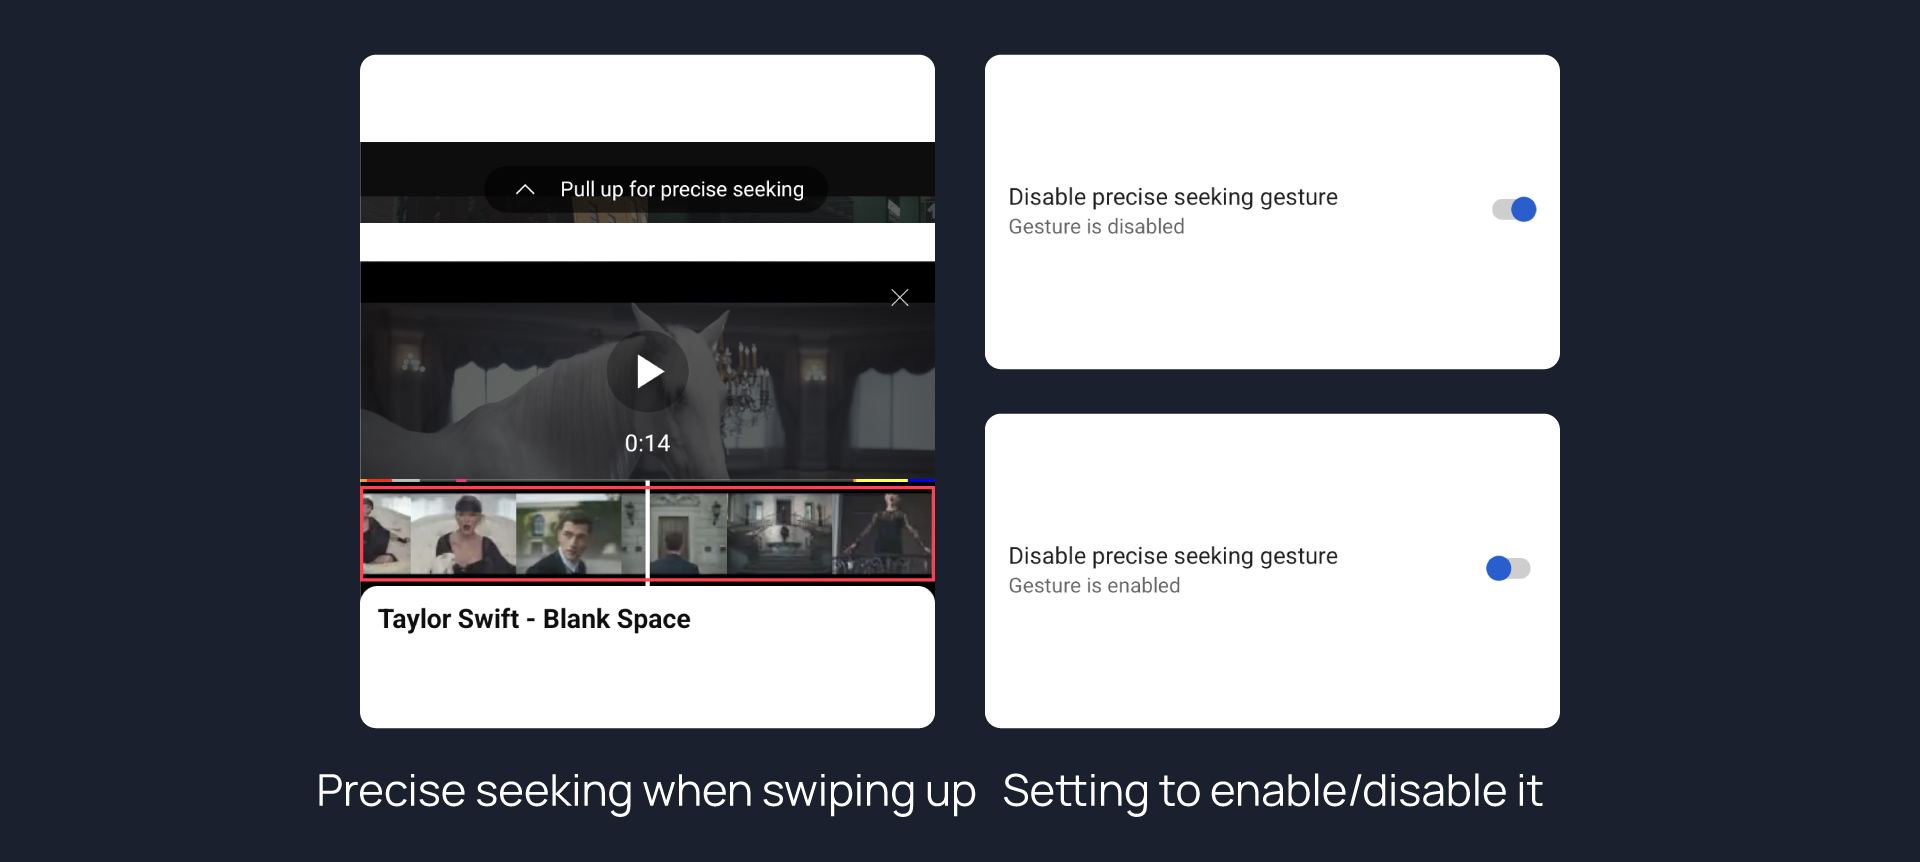 Pull up for precise seeking
0:14
Taylor Swift - Blank Space
Precise seeking when swiping up
Disable precise seeking gesture
Gesture is disabled
Disable precise seeking gesture
Gesture is enabled
Setting to enable/disable it